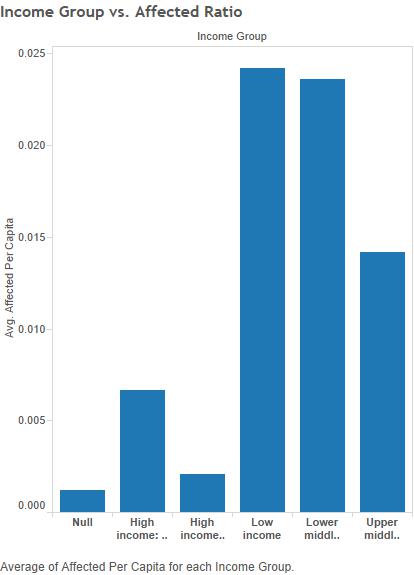 Income Group vs. Affected Ratio
Income Group
Avg. Affected Per Capita
0.025
0.020
0.015
0.010
0.005
0.000
Null
High
income: ..
High
income..
Low
income
Lower
middl..
Upper
middl..
Average of Affected Per Capita for each Income Group.